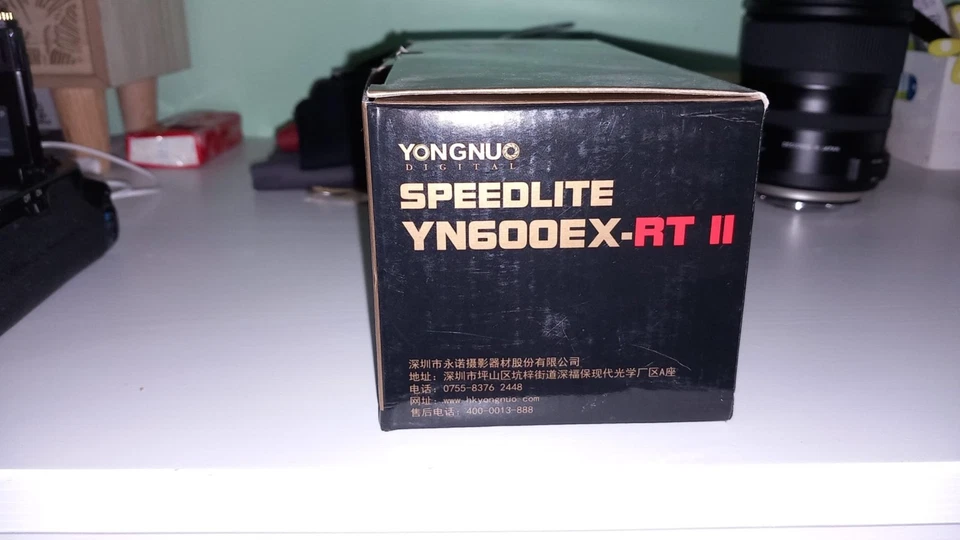 YONGNUO
DIGITAL
SPEEDLITE
YN600EX-RT II
深圳市永诺摄影器材股份有限公司
地址：深圳市坪山区坑梓街道深福保现代光学厂区A座
电话：0755-8376 2448
网址：www.hkyongnuo.com
售后电话：400-0013-888